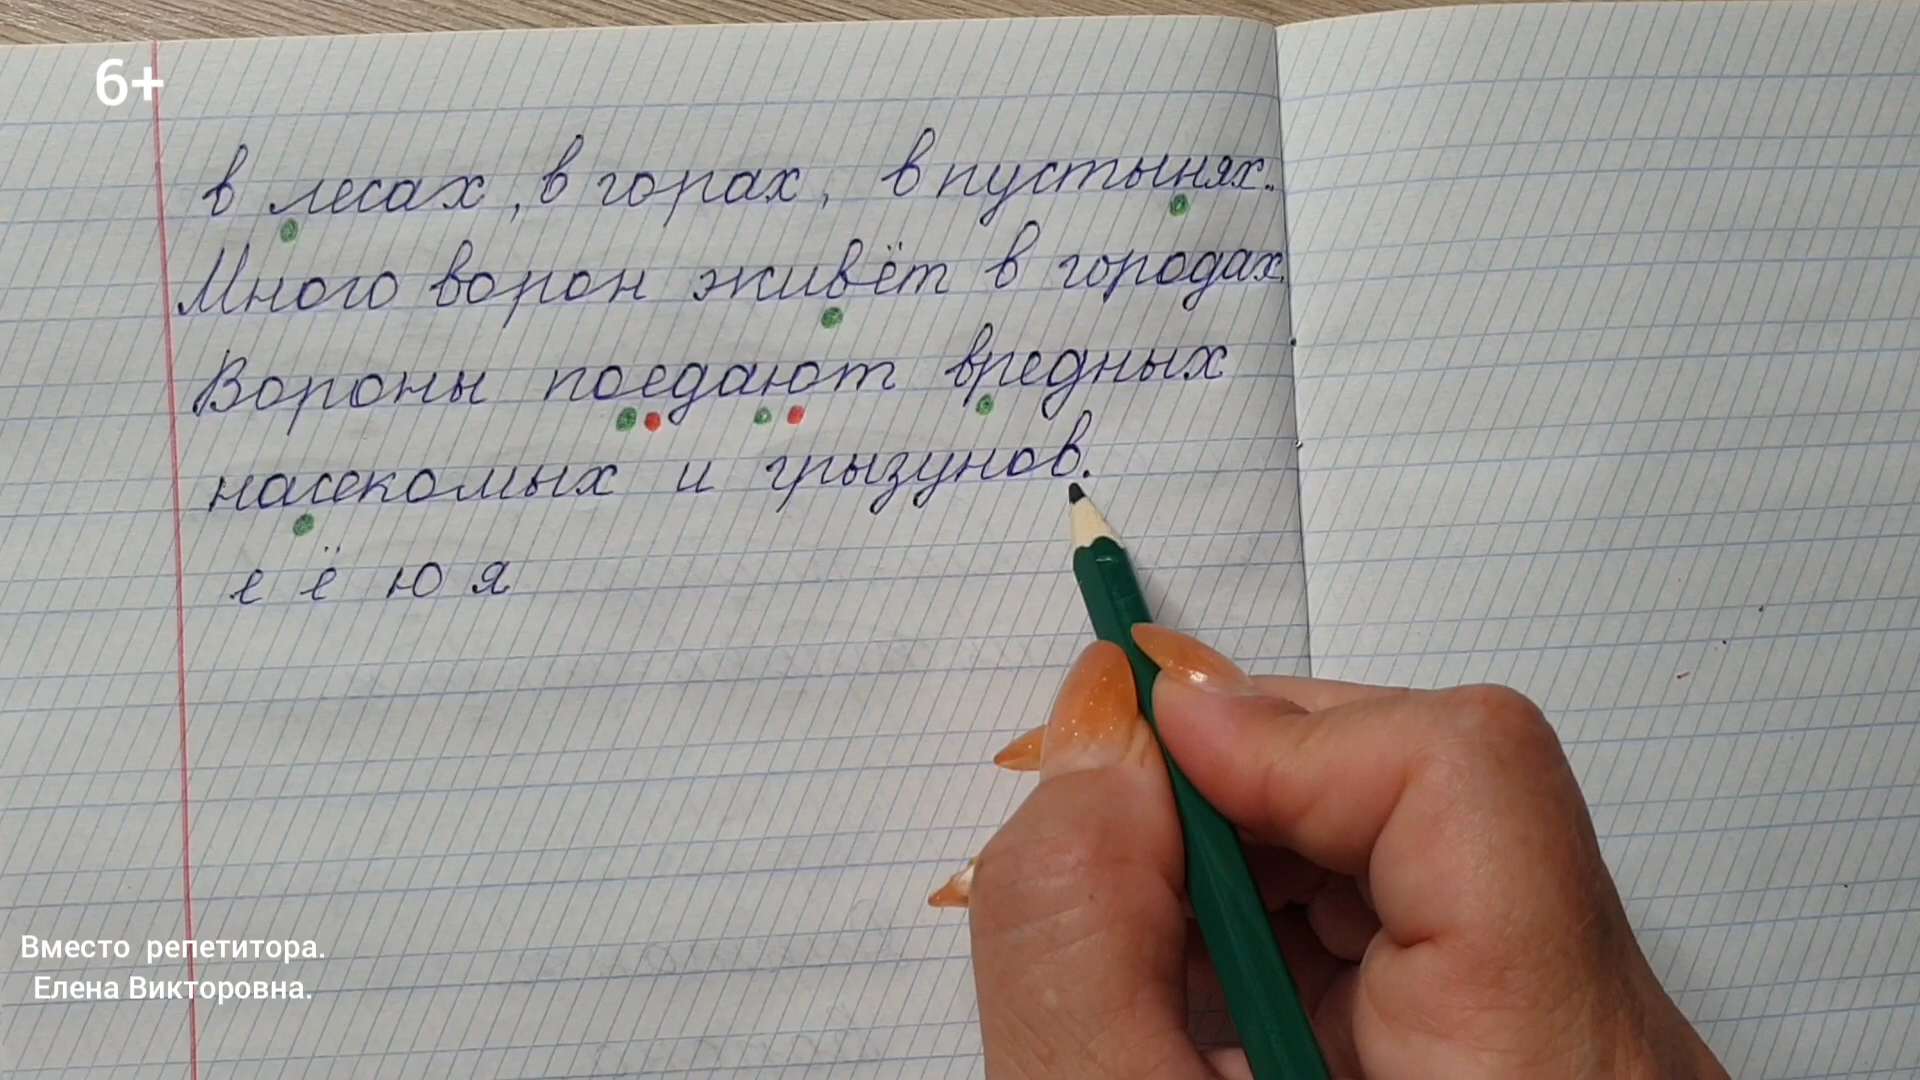 6+
в лесах, в горах, в пустынях.
Много ворон живёт в городах.
Вороны поедают вредных
насекомых и грызунов.
е ё ю я
Вместо репетитора.
Елена Викторовна.